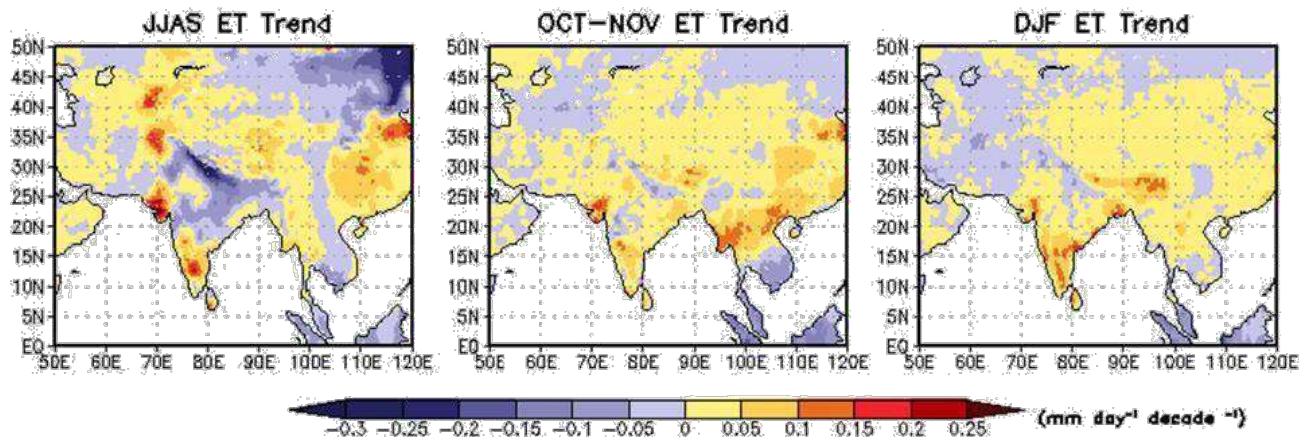 JJAS ET Trend
OCT-NOV ET Trend
DJF ET Trend
50N
45N
40N
35N
30N
25N
20N
15N
10N
5N
EQ
50E 60E 70E 80E 90E 100E 110E 120E
50N
45N
40N
35N
30N
25N
20N
15N
10N
5N
EQ
50E 60E 70E 80E 90E 100E 110E 120E
50N
45N
40N
35N
30N
25N
20N
15N
10N
5N
EQ
50E 60E 70E 80E 90E 100E 110E 120E
-0.3 -0.25 -0.2 -0.15 -0.1 -0.05 0 0.05 0.1 0.15 0.2 0.25 (mm day⁻¹ decade ⁻¹)